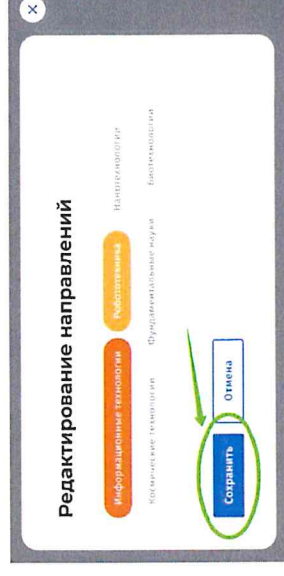 Редактирование направлений
Информационные технологии Робототехника Нанотехнологии
Космические технологии Фундаментальные науки Биотехнологии
Сохранить Отмена